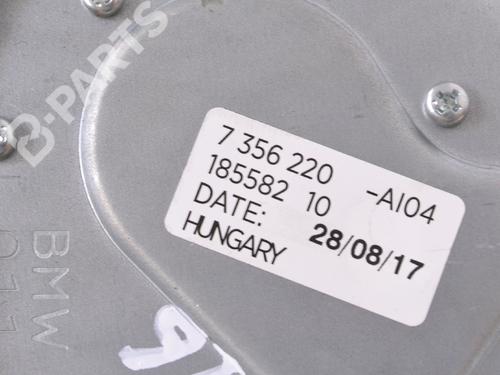 B-PARTS
7 356 220 -AI04
185582 10
DATE: 28/08/17
HUNGARY
BMW